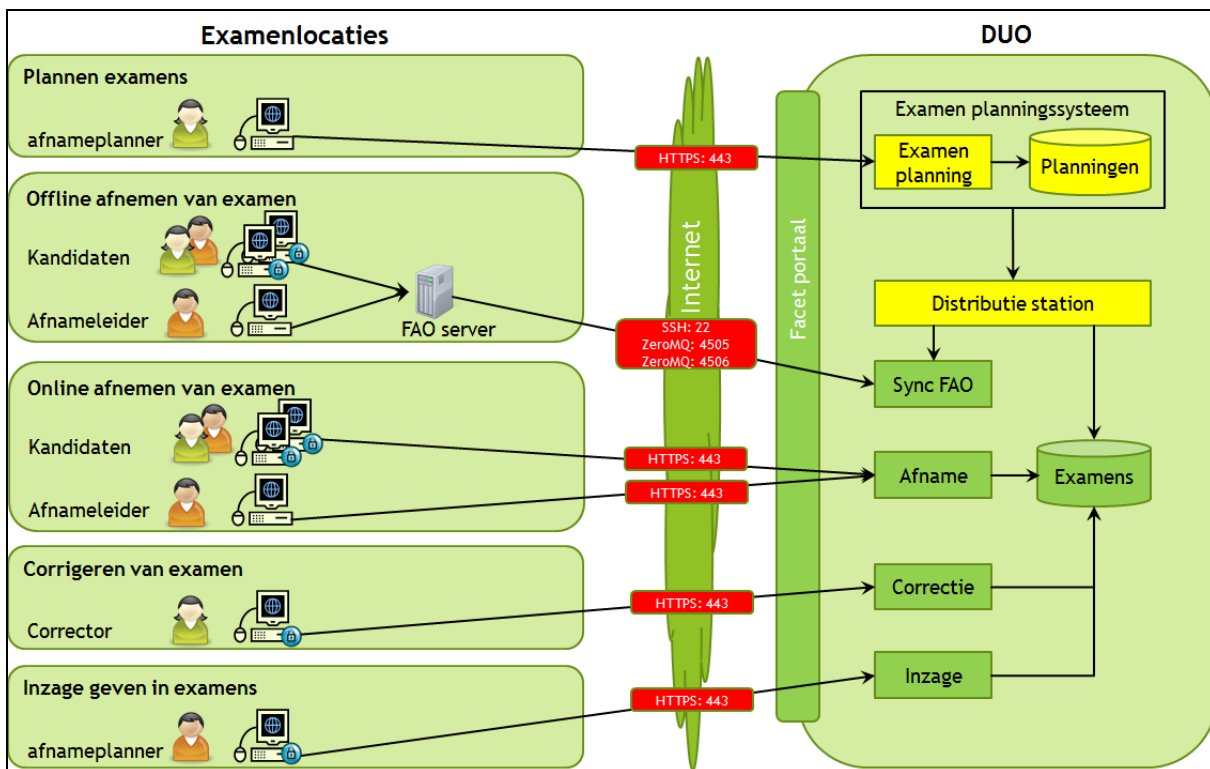 Examenlocaties
DUO
Plannen examens
afnameplanner
Offline afnemen van examen
Kandidaten
Afnameleider
FAO server
Online afnemen van examen
Kandidaten
Afnameleider
Corrigeren van examen
Corrector
Inzage geven in examens
afnameplanner
Internet
HTTPS: 443
SSH: 22
ZeroMQ: 4505
ZeroMQ: 4506
HTTPS: 443
HTTPS: 443
HTTPS: 443
HTTPS: 443
Facet portaal
Examen planningssysteem
Examen
planning
Planningen
Distributie station
Sync FAO
Afname
Examens
Correctie
Inzage